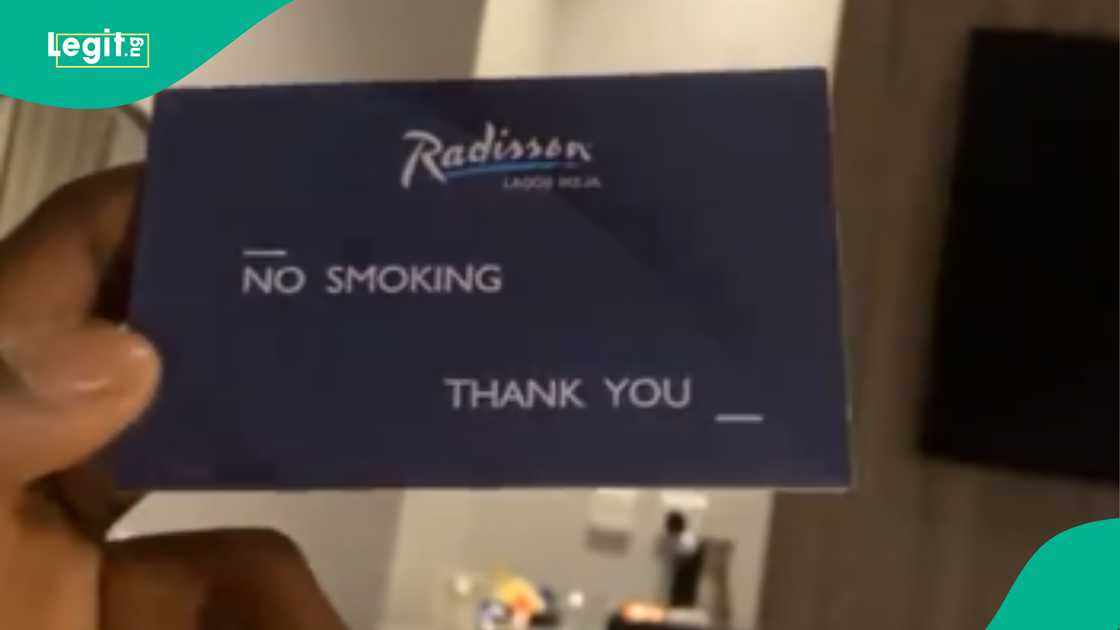 Legit.ng
Radisson
LAGOS IKEJA
NO SMOKING
THANK YOU